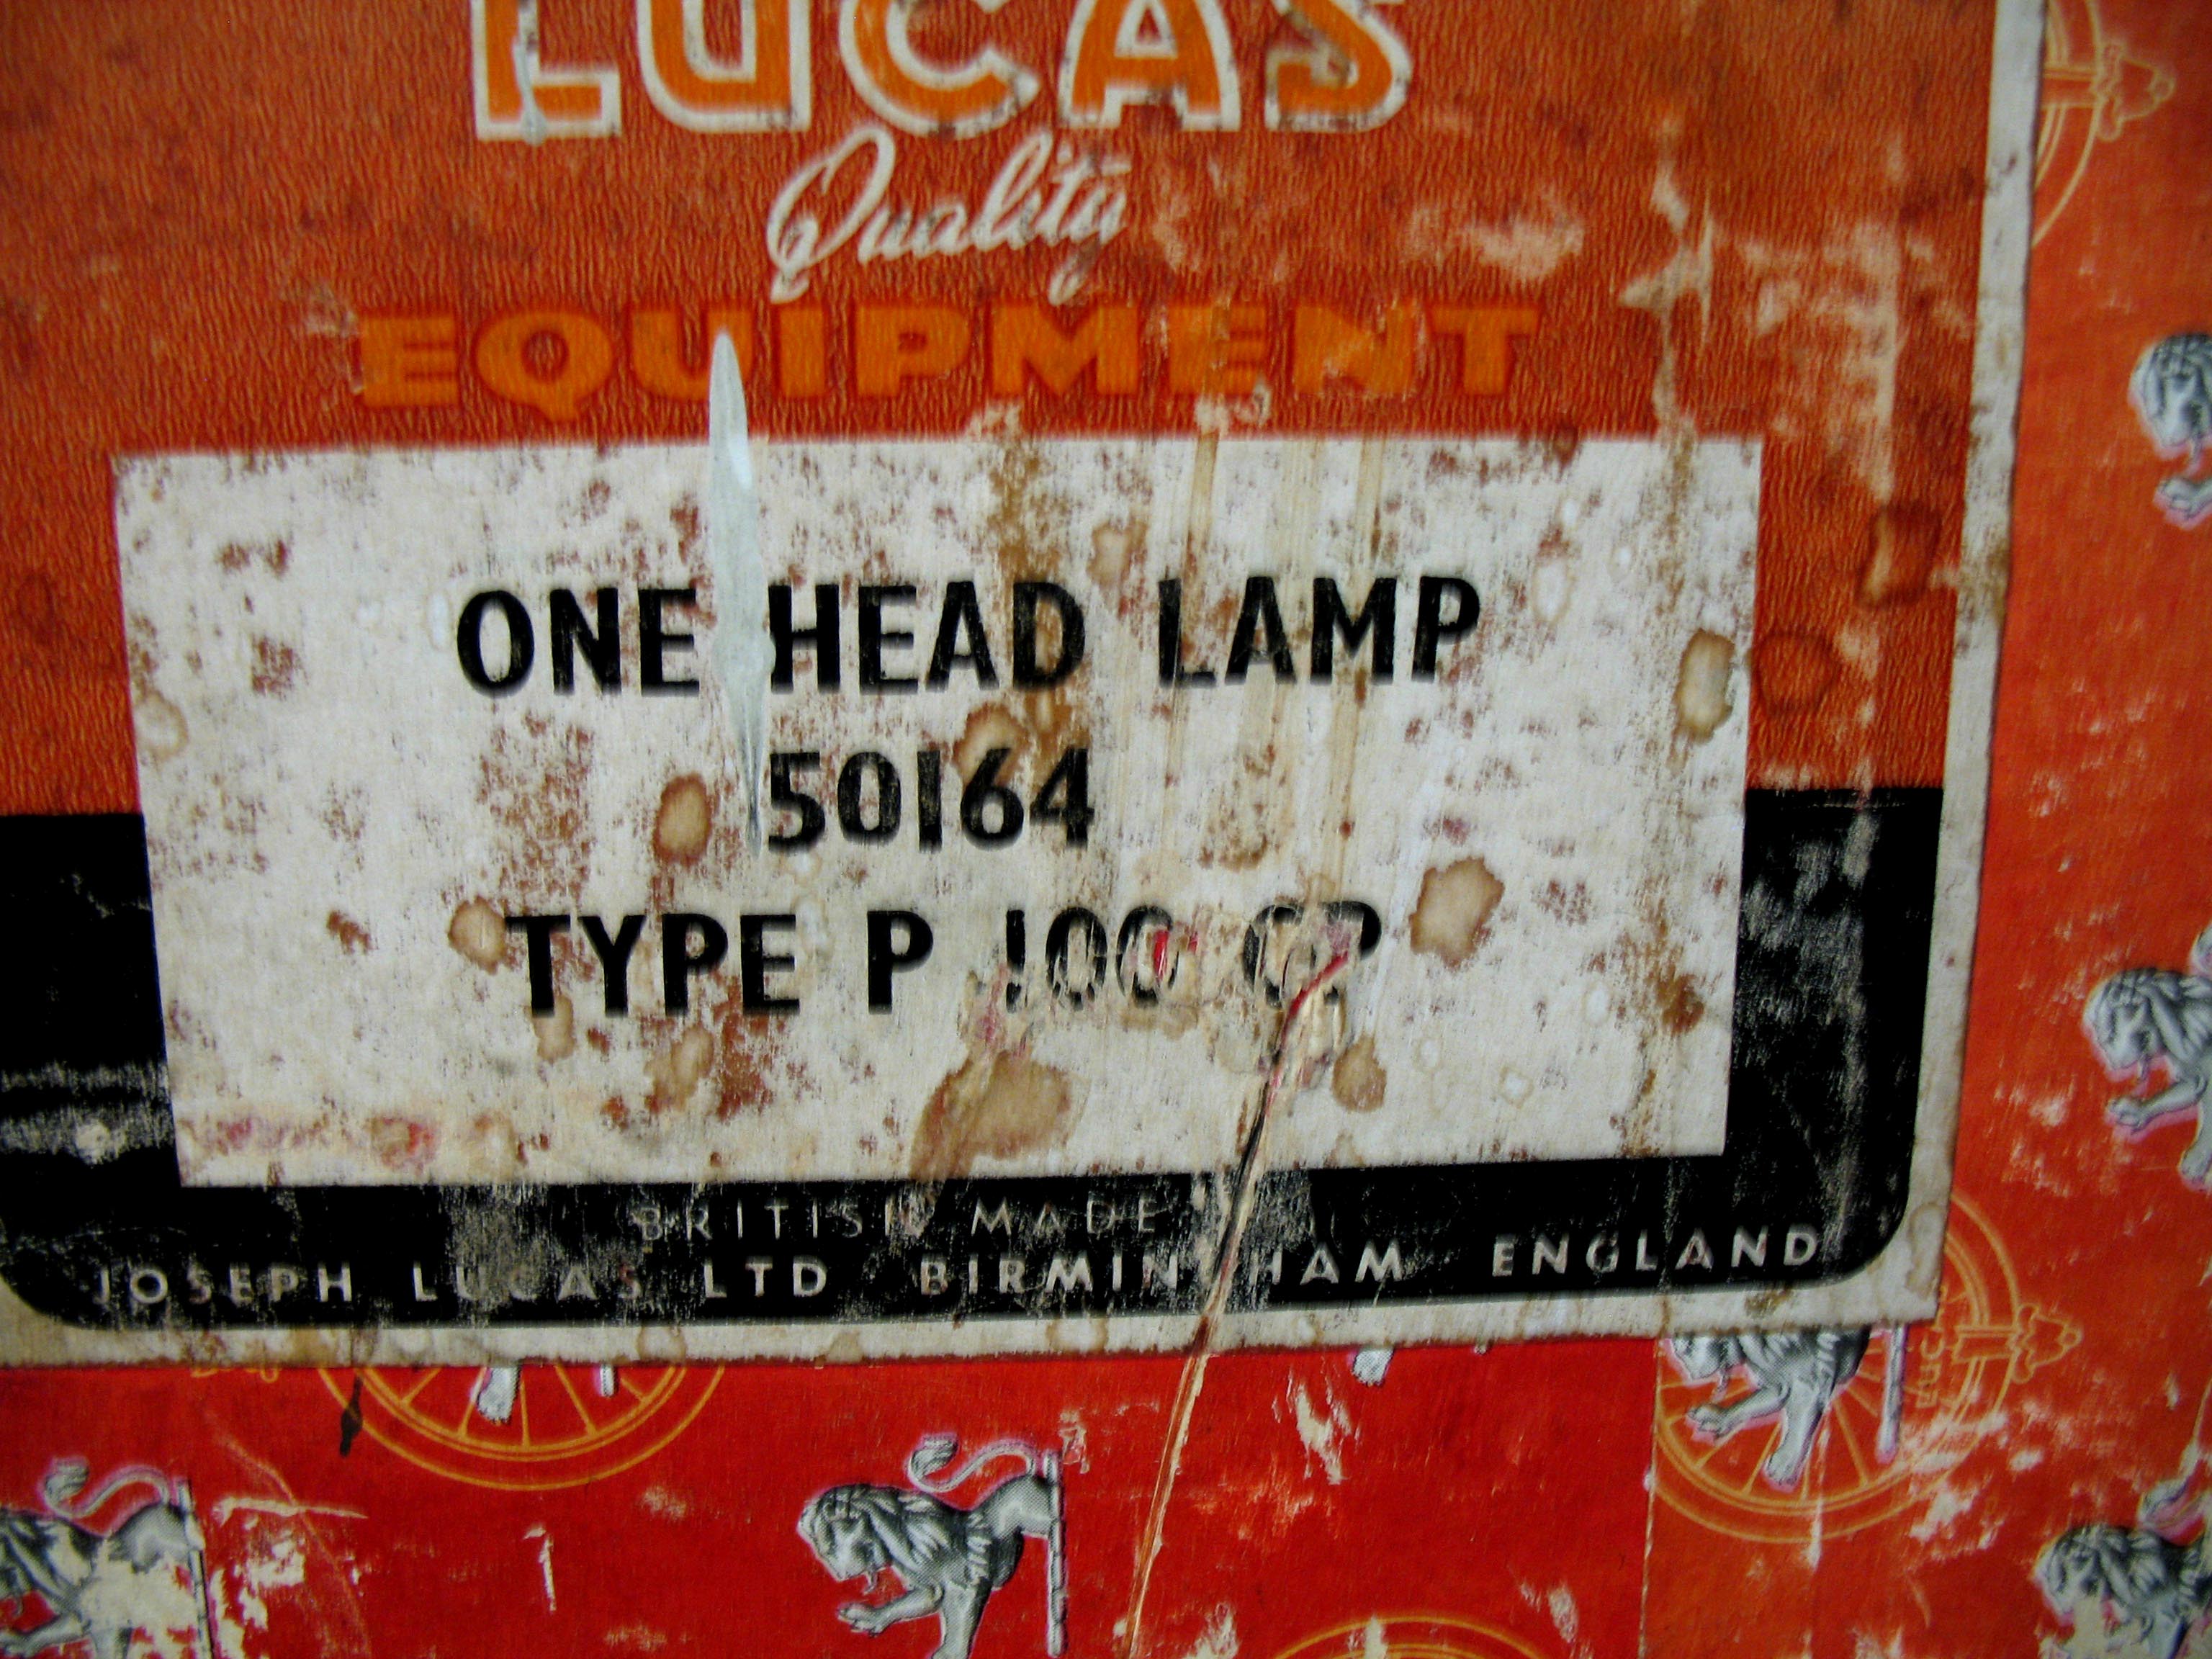 LUCAS
Quality
EQUIPMENT
ONE HEAD LAMP
50164
TYPE P 100
BRITISH MADE
JOSEPH LUCAS LTD BIRMINGHAM ENGLAND